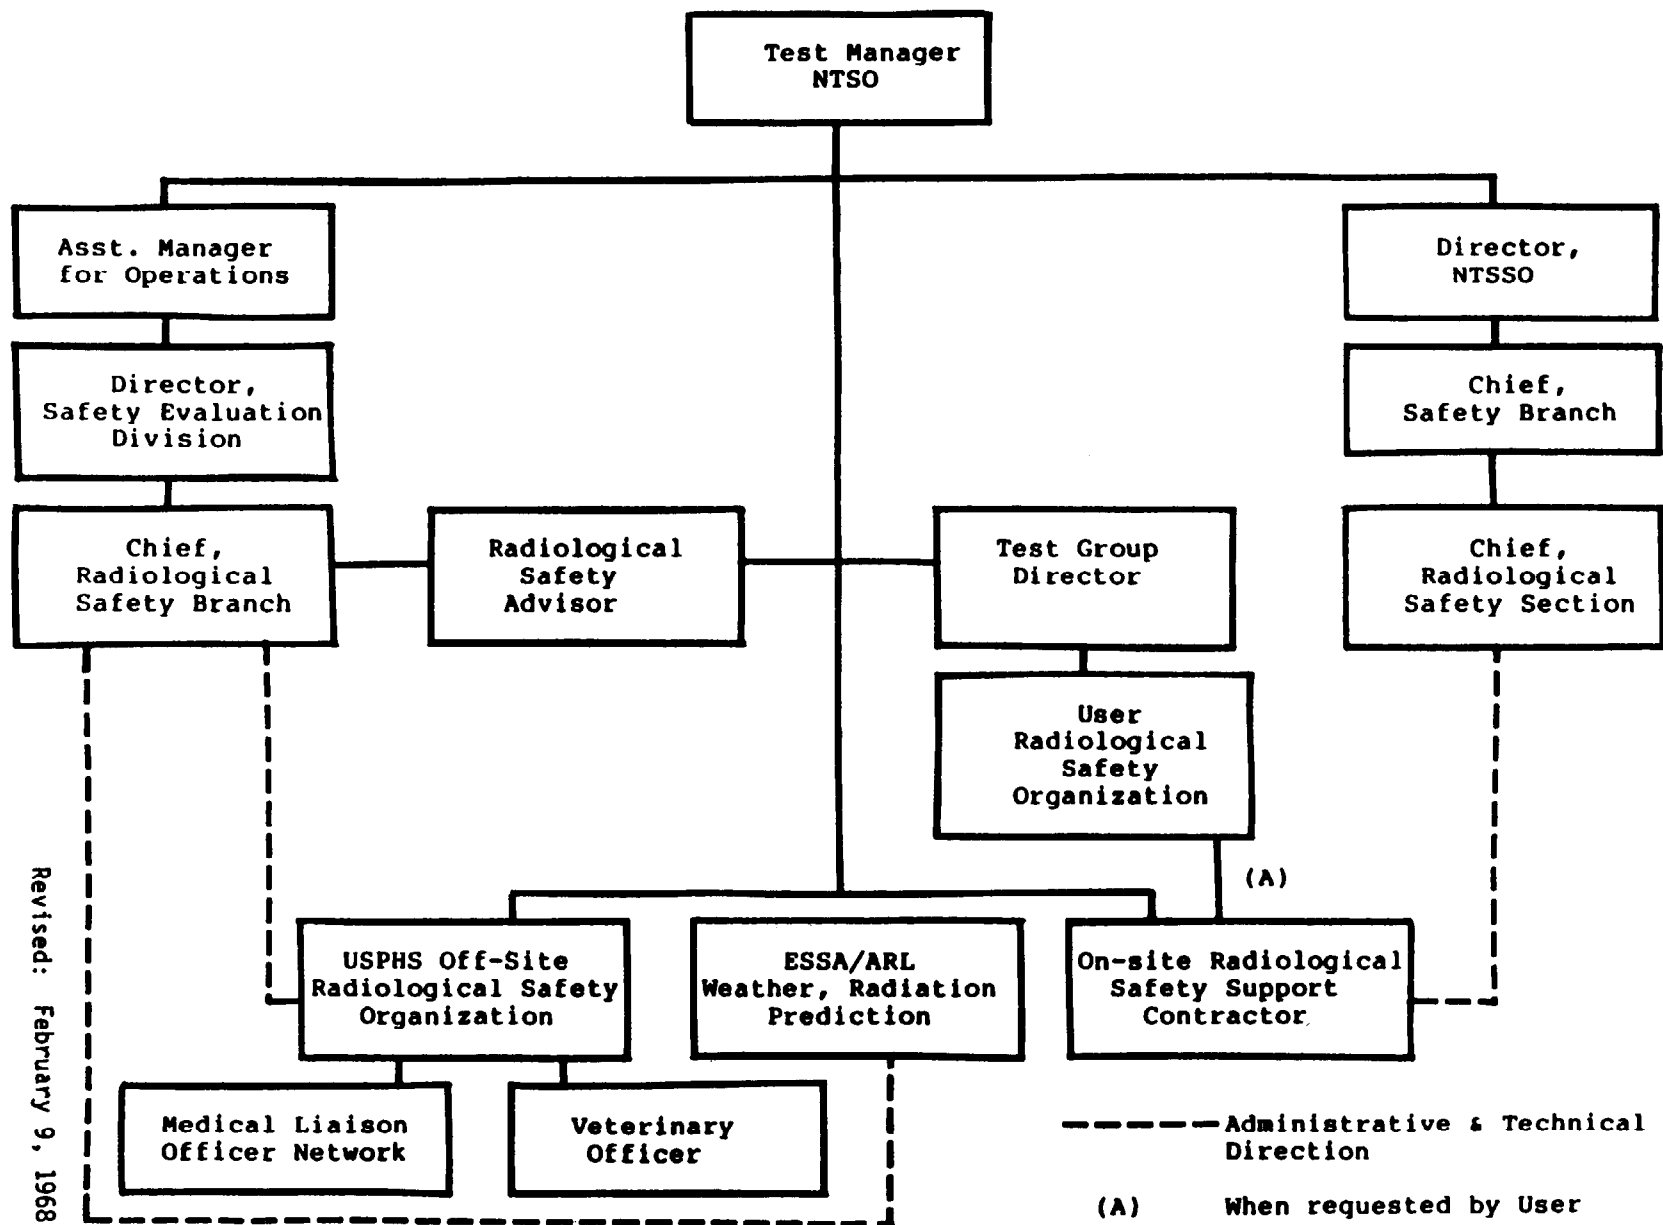 Test Manager
NTSO
Asst. Manager
for Operations
Director,
NTSSO
Director,
Safety Evaluation
Division
Chief,
Safety Branch
Chief,
Radiological
Safety Branch
Radiological
Safety
Advisor
Test Group
Director
Chief,
Radiological
Safety Section
User
Radiological
Safety
Organization
(A)
USPHS Off-Site
Radiological Safety
Organization
ESSA/ARL
Weather, Radiation
Prediction
On-site Radiological
Safety Support
Contractor
Medical Liaison
Officer Network
Veterinary
Officer
Administrative & Technical
Direction
(A) When requested by User
Revised: February 9, 1968